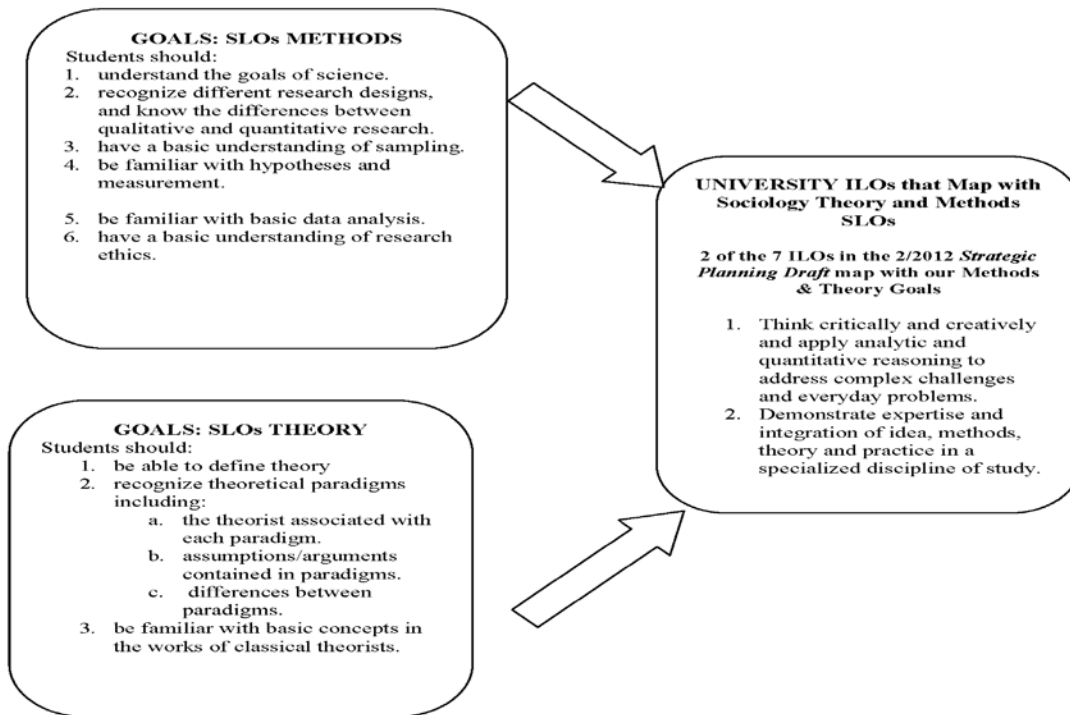 GOALS: SLOs METHODS
Students should:
1. understand the goals of science.
2. recognize different research designs,
and know the differences between
qualitative and quantitative research.
3. have a basic understanding of sampling.
4. be familiar with hypotheses and
measurement.
5. be familiar with basic data analysis.
6. have a basic understanding of research
ethics.
GOALS: SLOs THEORY
Students should:
1. be able to define theory
2. recognize theoretical paradigms
including:
a. the theorist associated with
each paradigm.
b. assumptions/arguments
contained in paradigms.
c. differences between
paradigms.
3. be familiar with basic concepts in
the works of classical theorists.
UNIVERSITY ILOs that Map with
Sociology Theory and Methods
SLOs
2 of the 7 ILOs in the 2/2012 Strategic
Planning Draft map with our Methods
& Theory Goals
1. Think critically and creatively
and apply analytic and
quantitative reasoning to
address complex challenges
and everyday problems.
2. Demonstrate expertise and
integration of idea, methods,
theory and practice in a
specialized discipline of study.